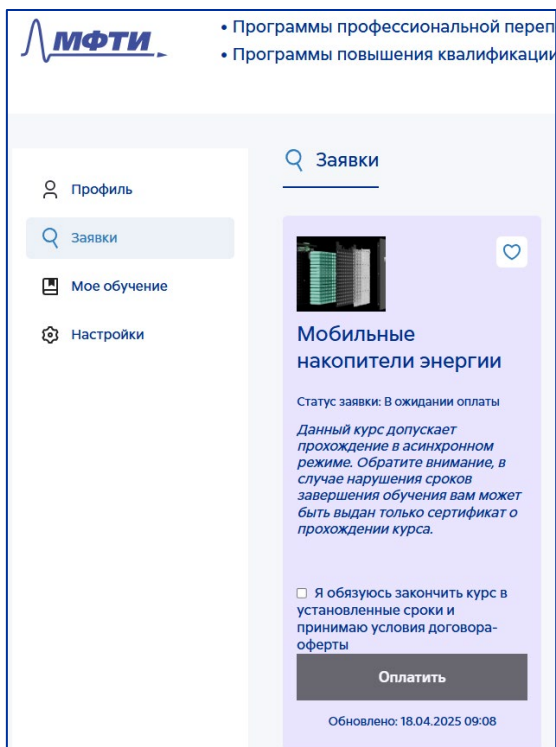 МФТИ
• Программы профессиональной переп
• Программы повышения квалификации
Заявки
Профиль
Заявки
Мое обучение
Настройки
Мобильные
накопители энергии
Статус заявки: В ожидании оплаты
Данный курс допускает
прохождение в асинхронном
режиме. Обратите внимание, в
случае нарушения сроков
завершения обучения вам может
быть выдан только сертификат о
прохождении курса.
Я обязуюсь закончить курс в
установленные сроки и
принимаю условия договора-
оферты
Оплатить
Обновлено: 18.04.2025 09:08